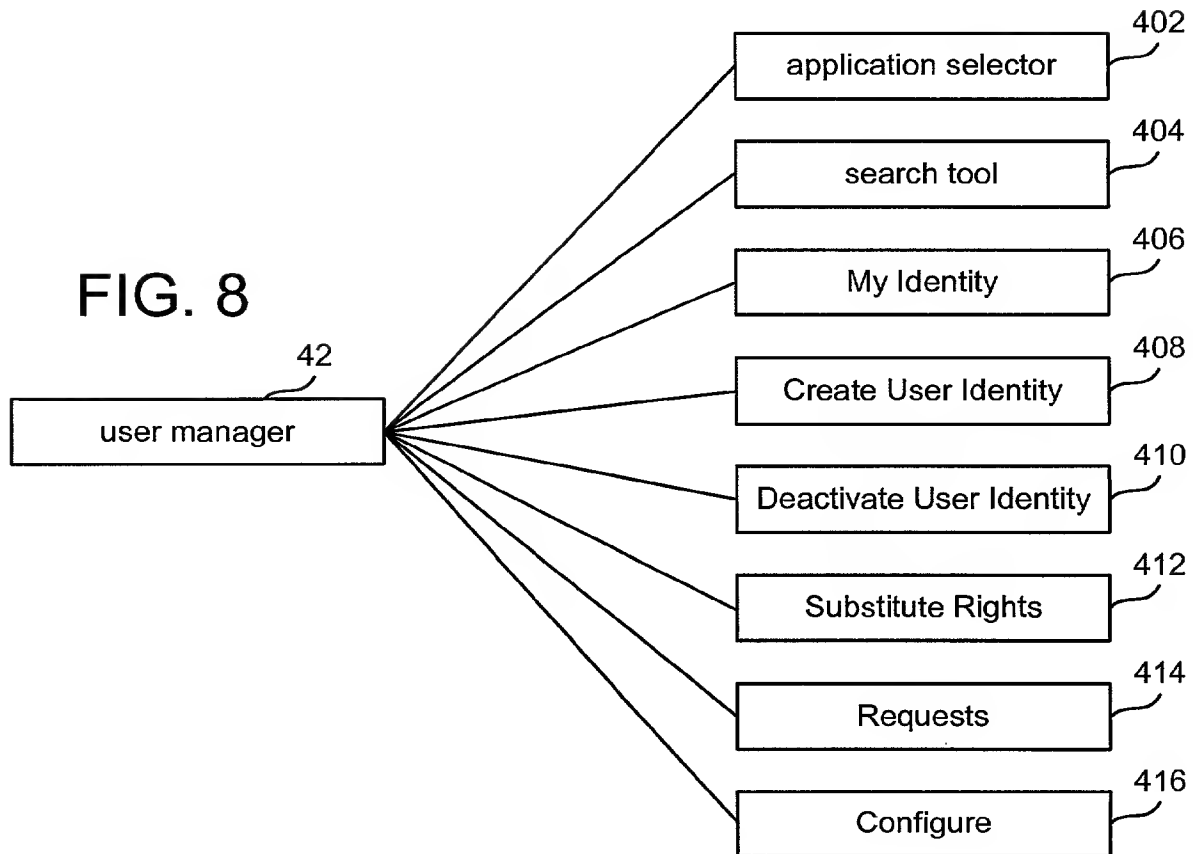 402
application selector
404
search tool
406
My Identity
FIG. 8
408
Create User Identity
42
user manager
410
Deactivate User Identity
412
Substitute Rights
414
Requests
416
Configure